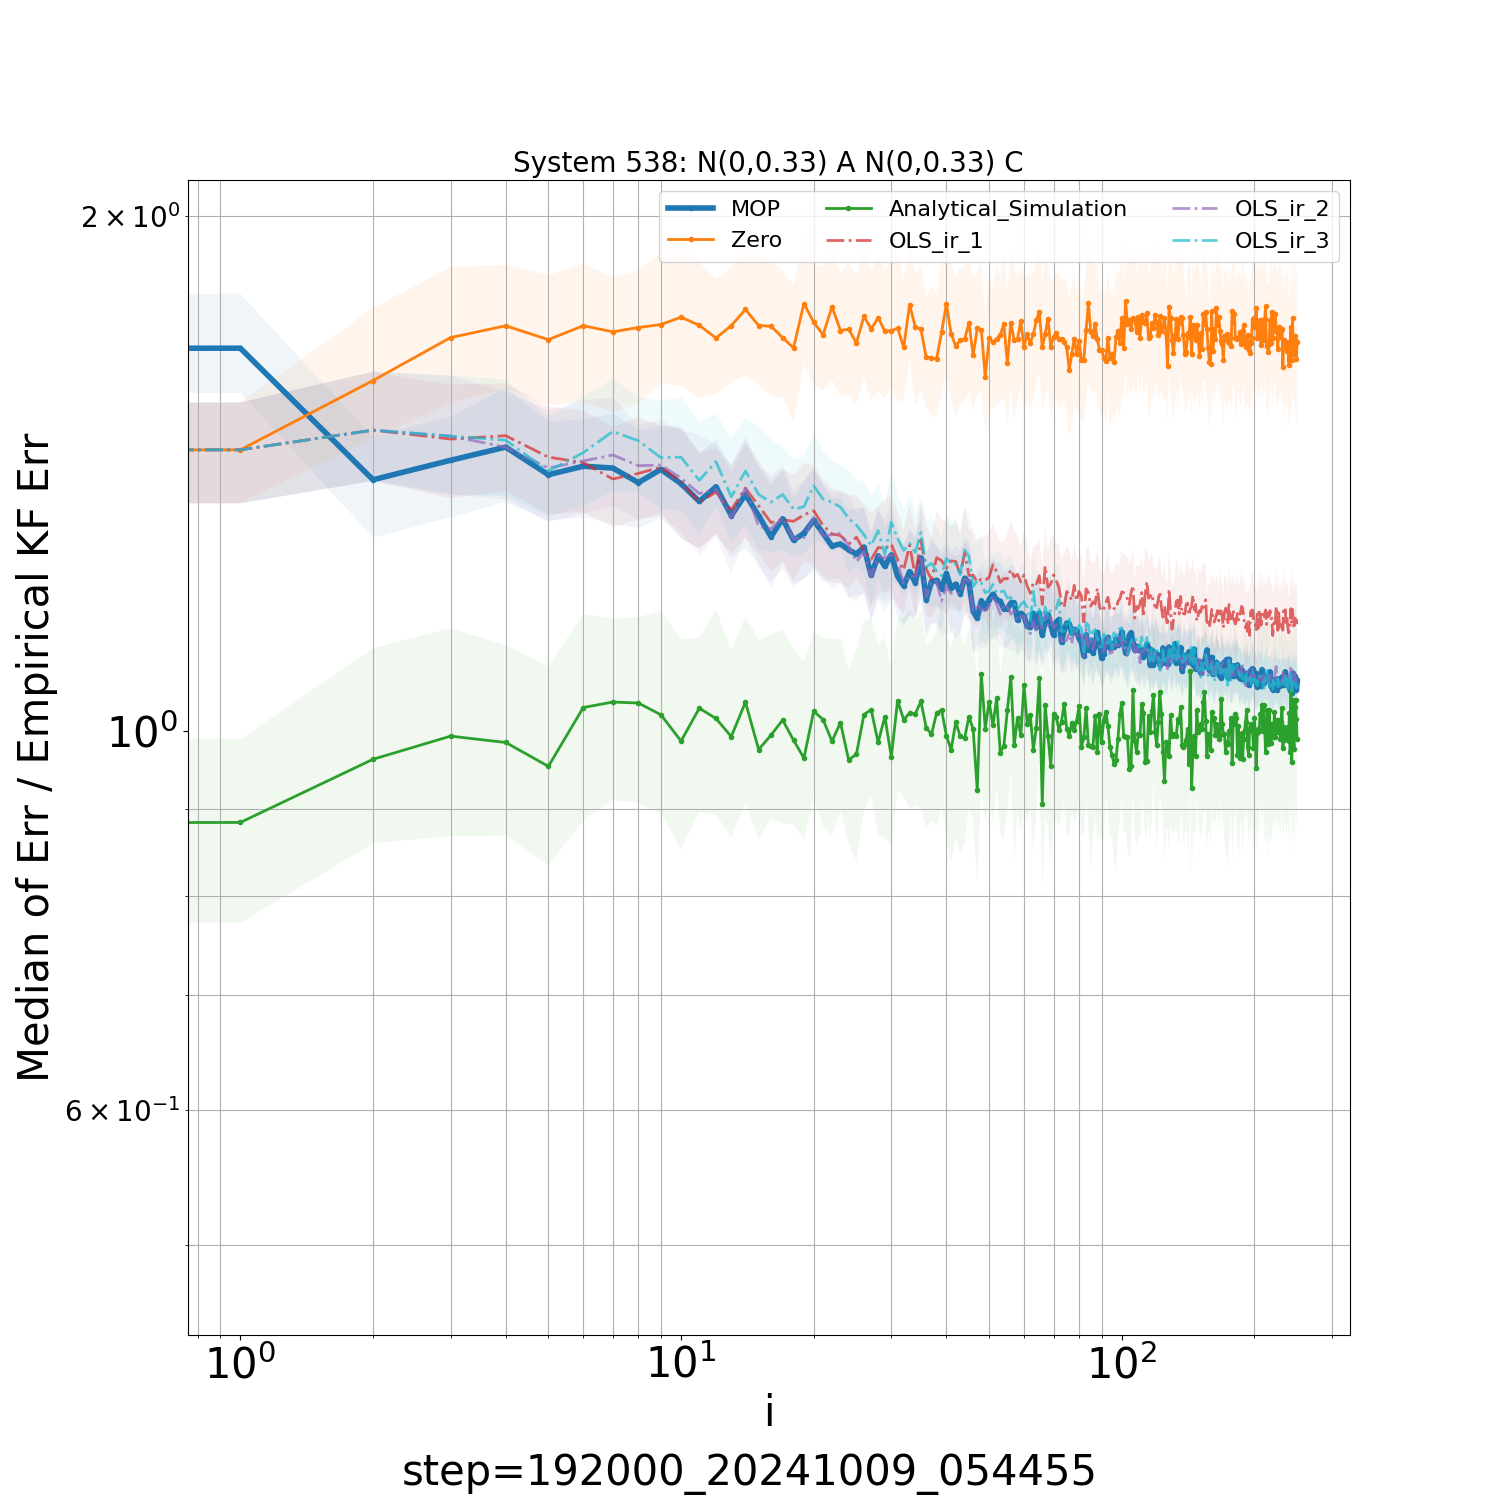 System 538: N(0,0.33) A N(0,0.33) C
MOP
Zero
Analytical_Simulation
OLS_ir_1
OLS_ir_2
OLS_ir_3
Median of Err / Empirical KF Err
2 × 10⁰
10⁰
6 × 10⁻¹
10⁰
10¹
10²
i
step=192000_20241009_054455